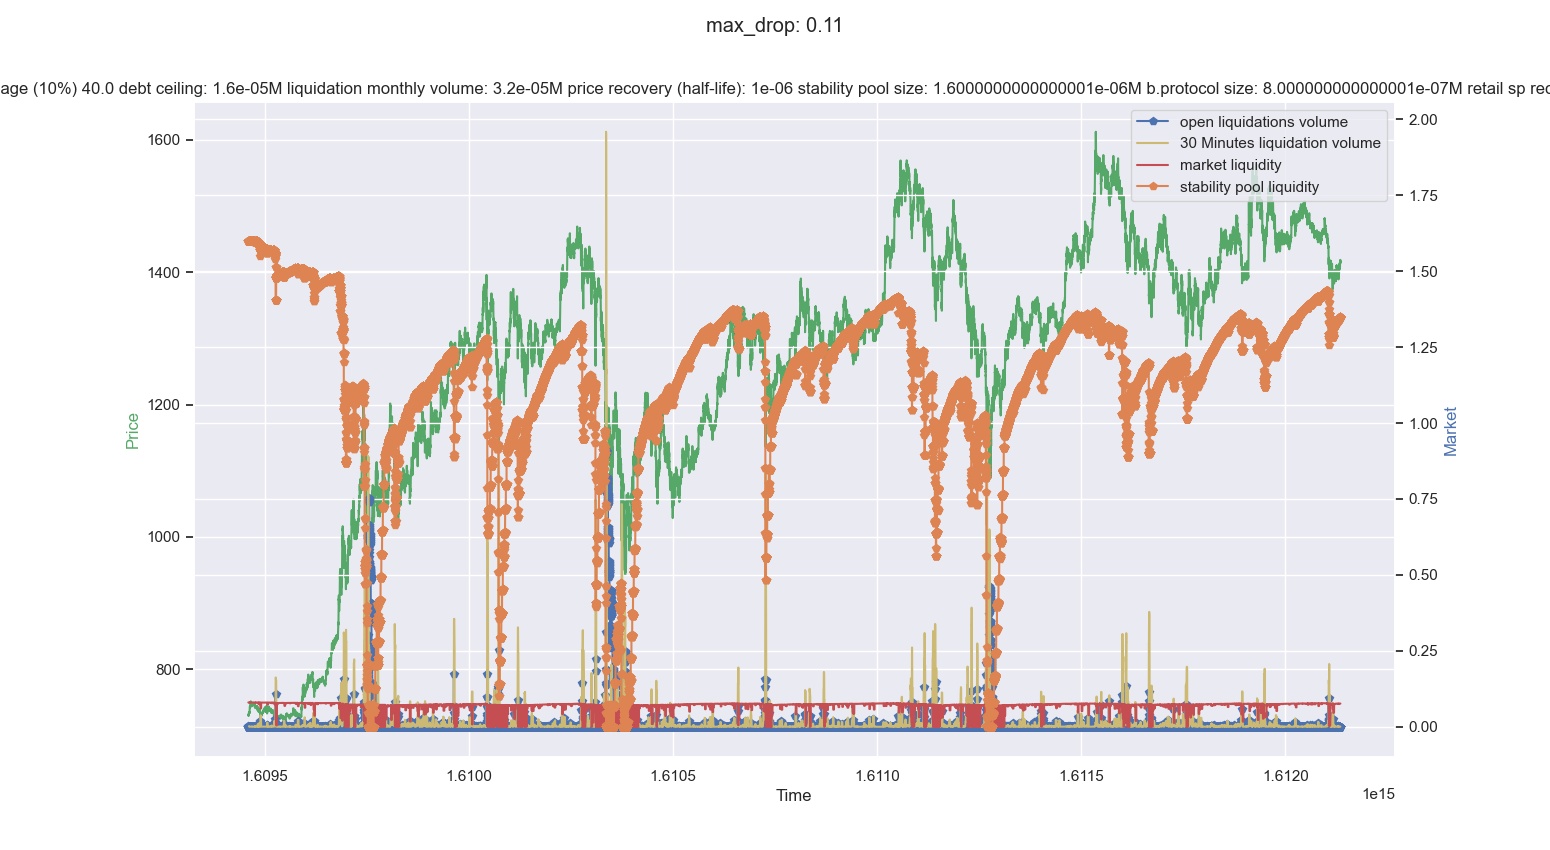 max_drop: 0.11
age (10%) 40.0 debt ceiling: 1.6e-05M liquidation monthly volume: 3.2e-05M price recovery (half-life): 1e-06 stability pool size: 1.6000000000000001e-06M b.protocol size: 8.000000000000001e-07M retail sp rec
open liquidations volume
30 Minutes liquidation volume
market liquidity
stability pool liquidity
1600
1400
1200
1000
800
Price
2.00
1.75
1.50
1.25
1.00
0.75
0.50
0.25
0.00
Market
1.6095
1.6100
1.6105
1.6110
1.6115
1.6120
Time
1e15